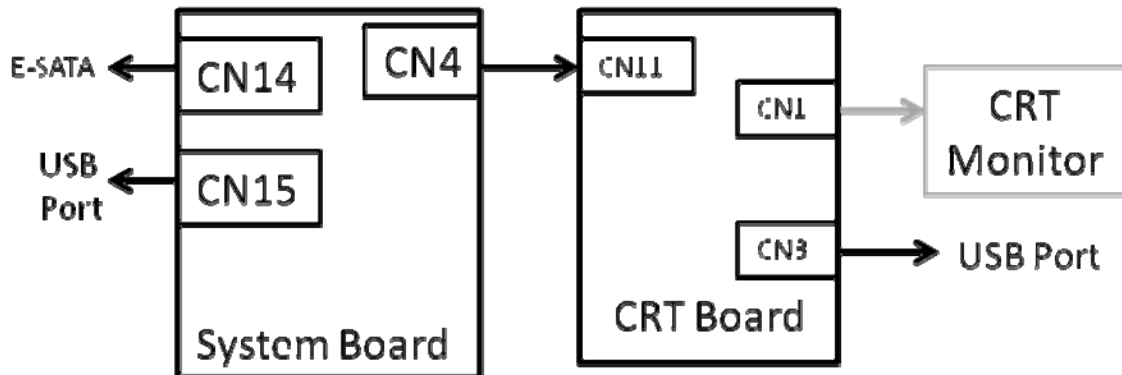 E-SATA
CN14
CN4
CN11
CN1
CRT
Monitor
USB
Port
CN15
CN3
USB Port
System Board
CRT Board